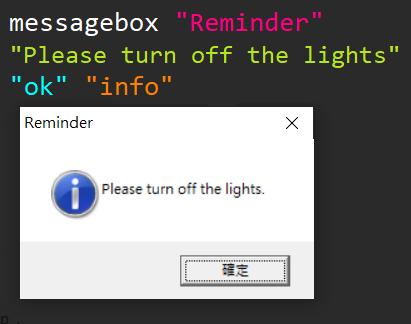 messagebox "Reminder"
"Please turn off the lights"
"ok" "info"
Reminder
Please turn off the lights.
確定